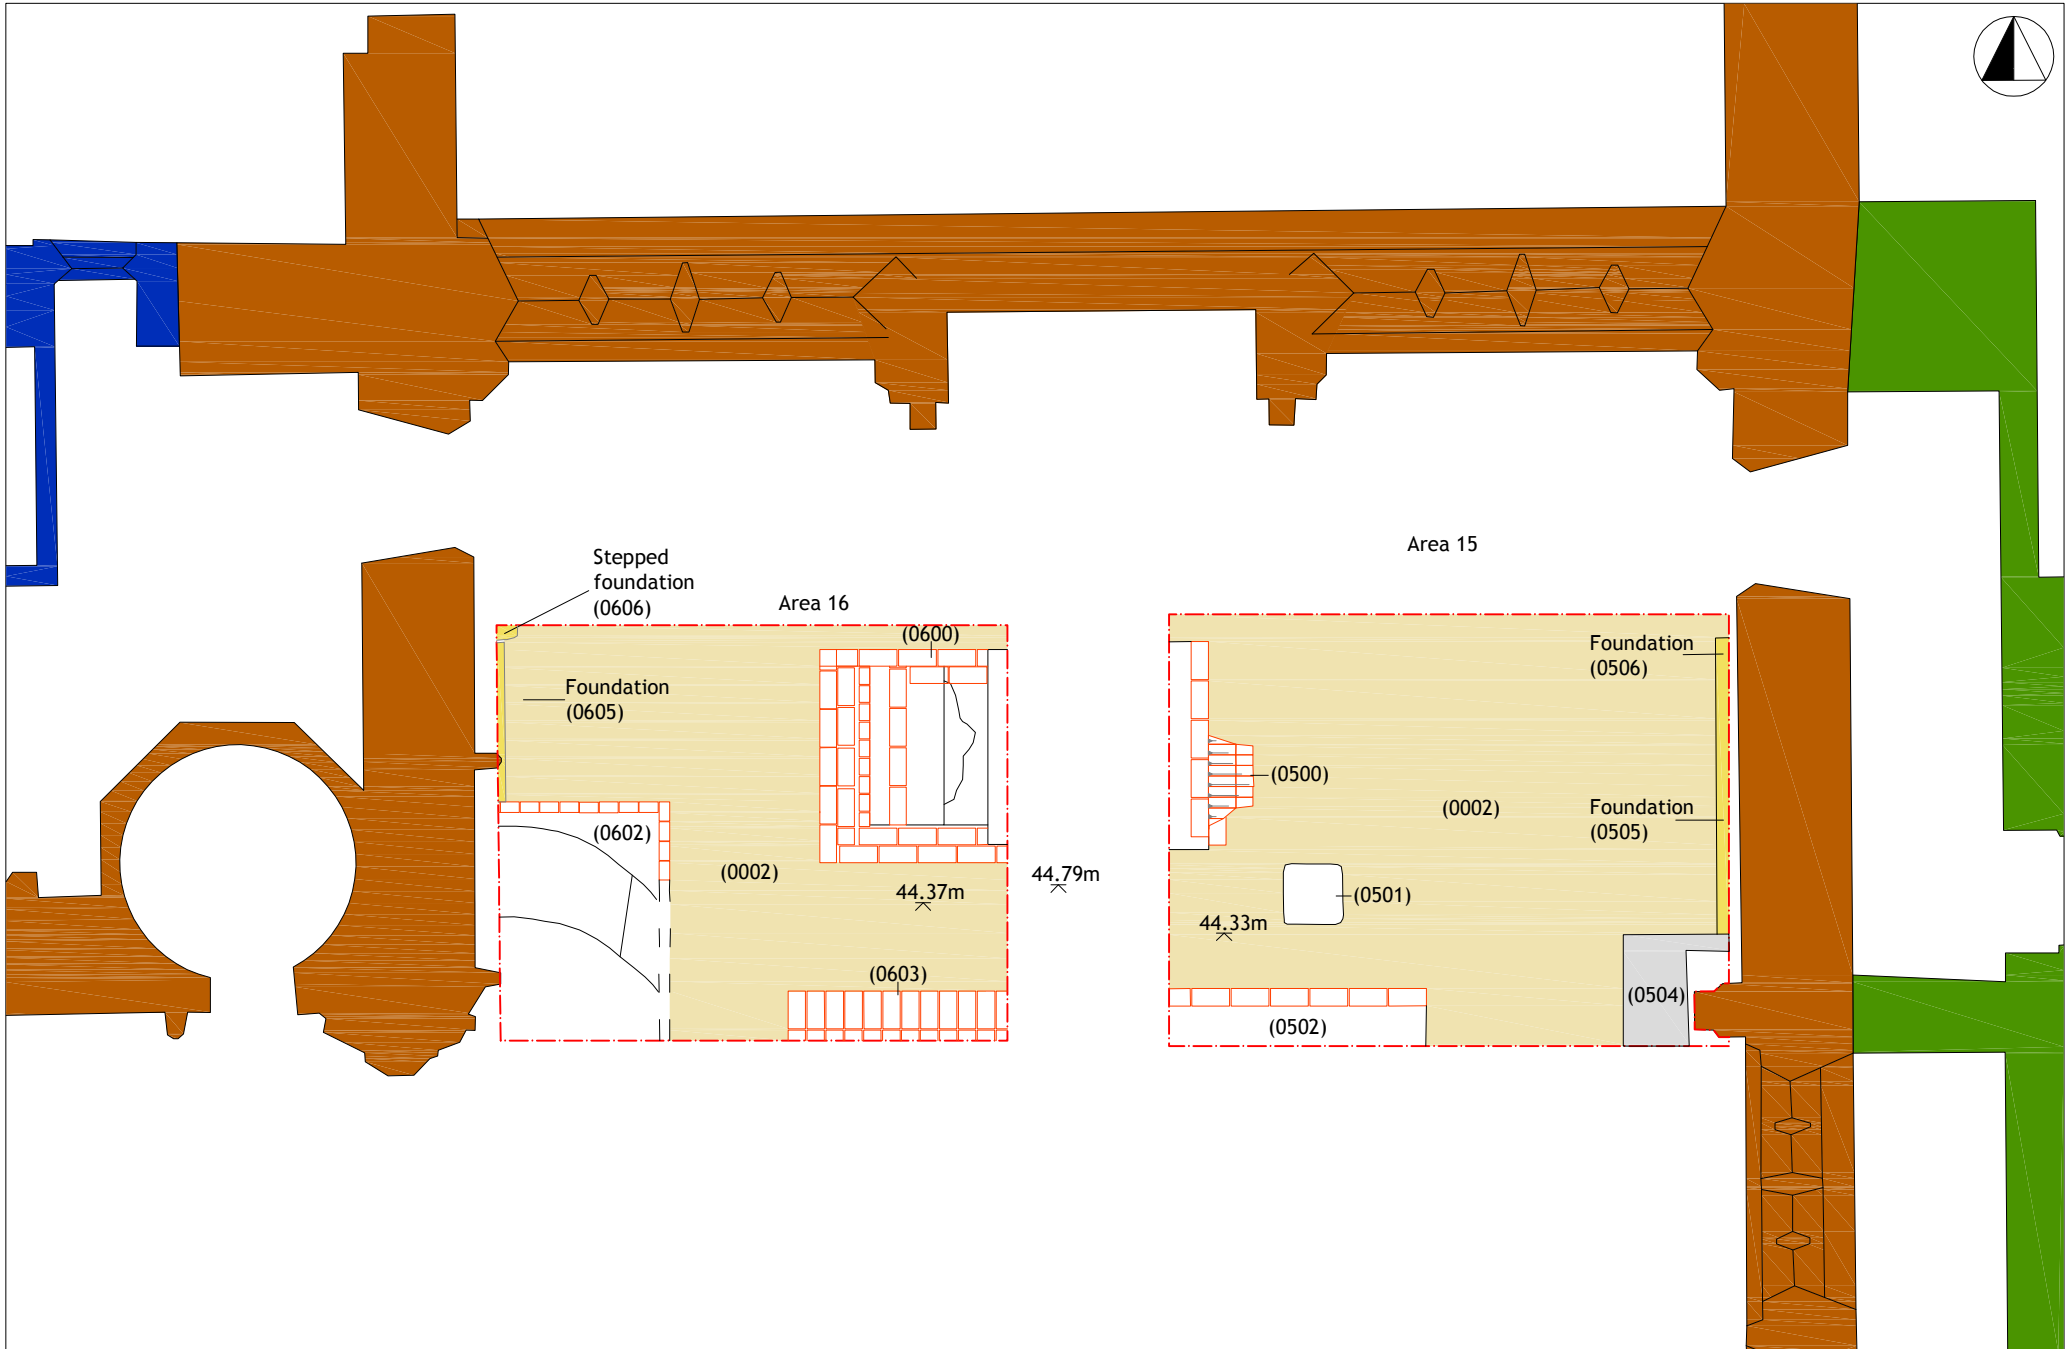 Area 15
Stepped
foundation
(0606)
Area 16
(0600)
Foundation
(0506)
Foundation
(0605)
(0500)
Foundation
(0505)
(0002)
(0602)
(0002)
44.79m
44.37m
(0501)
44.33m
(0603)
(0504)
(0502)